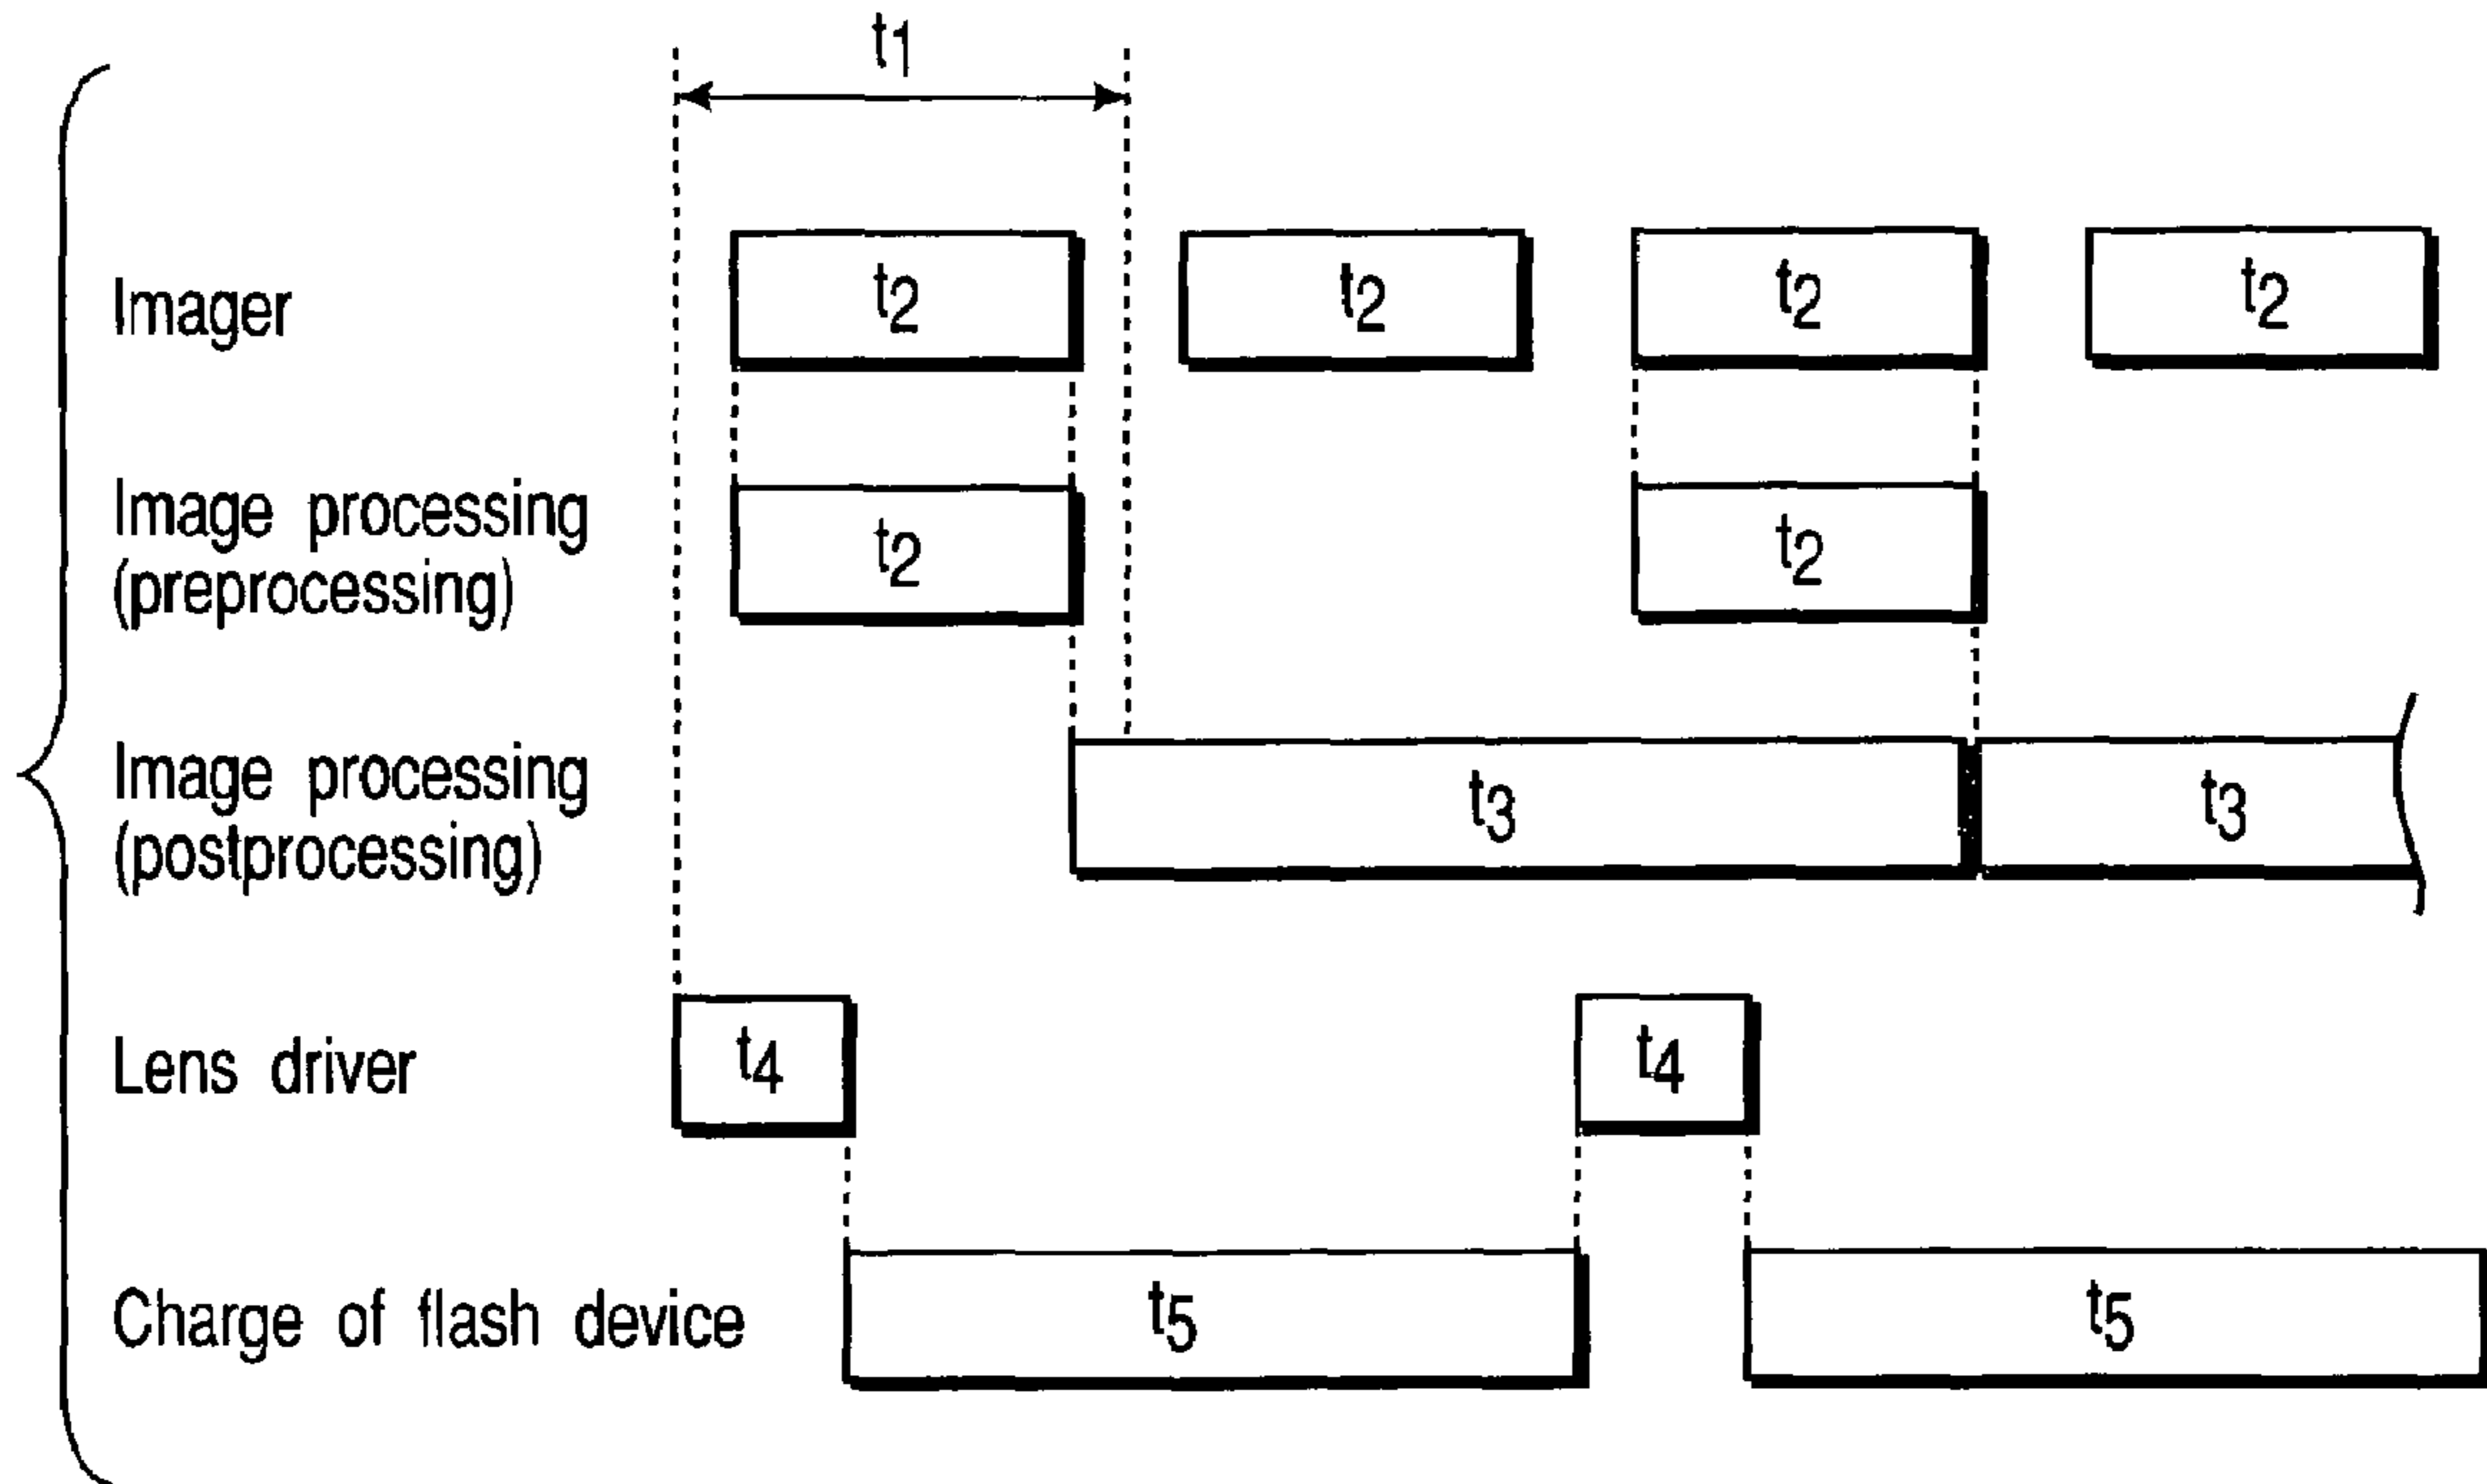 t1
Imager t2 t2 t2 t2
Image processing
(preprocessing) t2 t2
Image processing
(postprocessing) t3 t3
Lens driver t4 t4
Charge of flash device t5 t5